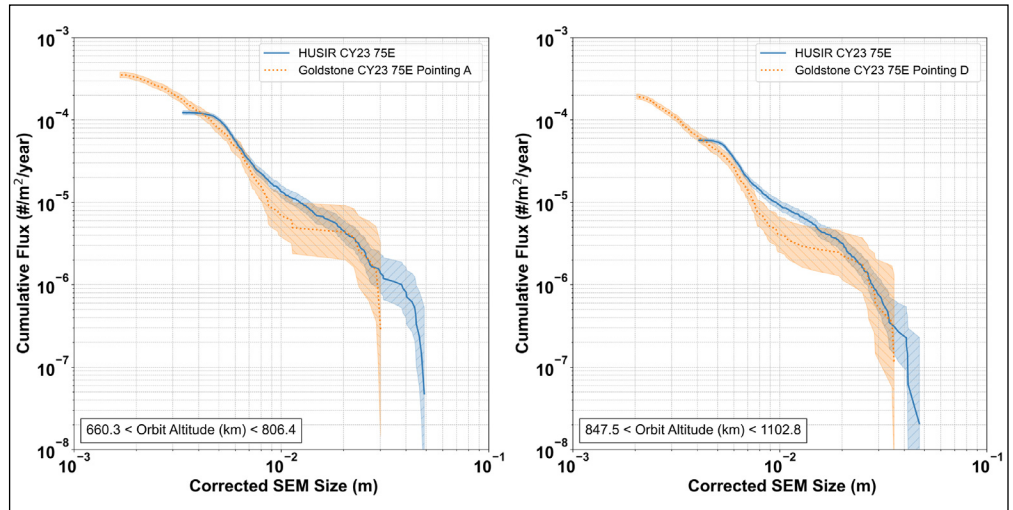 10⁻³
10⁻⁴
10⁻⁵
10⁻⁶
10⁻⁷
10⁻⁸
Cumulative Flux (#/m²/year)
HUSIR CY23 75E
Goldstone CY23 75E Pointing A
660.3 < Orbit Altitude (km) < 806.4
10⁻³
10⁻²
10⁻¹
Corrected SEM Size (m)
10⁻³
10⁻⁴
10⁻⁵
10⁻⁶
10⁻⁷
10⁻⁸
Cumulative Flux (#/m²/year)
HUSIR CY23 75E
Goldstone CY23 75E Pointing D
847.5 < Orbit Altitude (km) < 1102.8
10⁻³
10⁻²
10⁻¹
Corrected SEM Size (m)